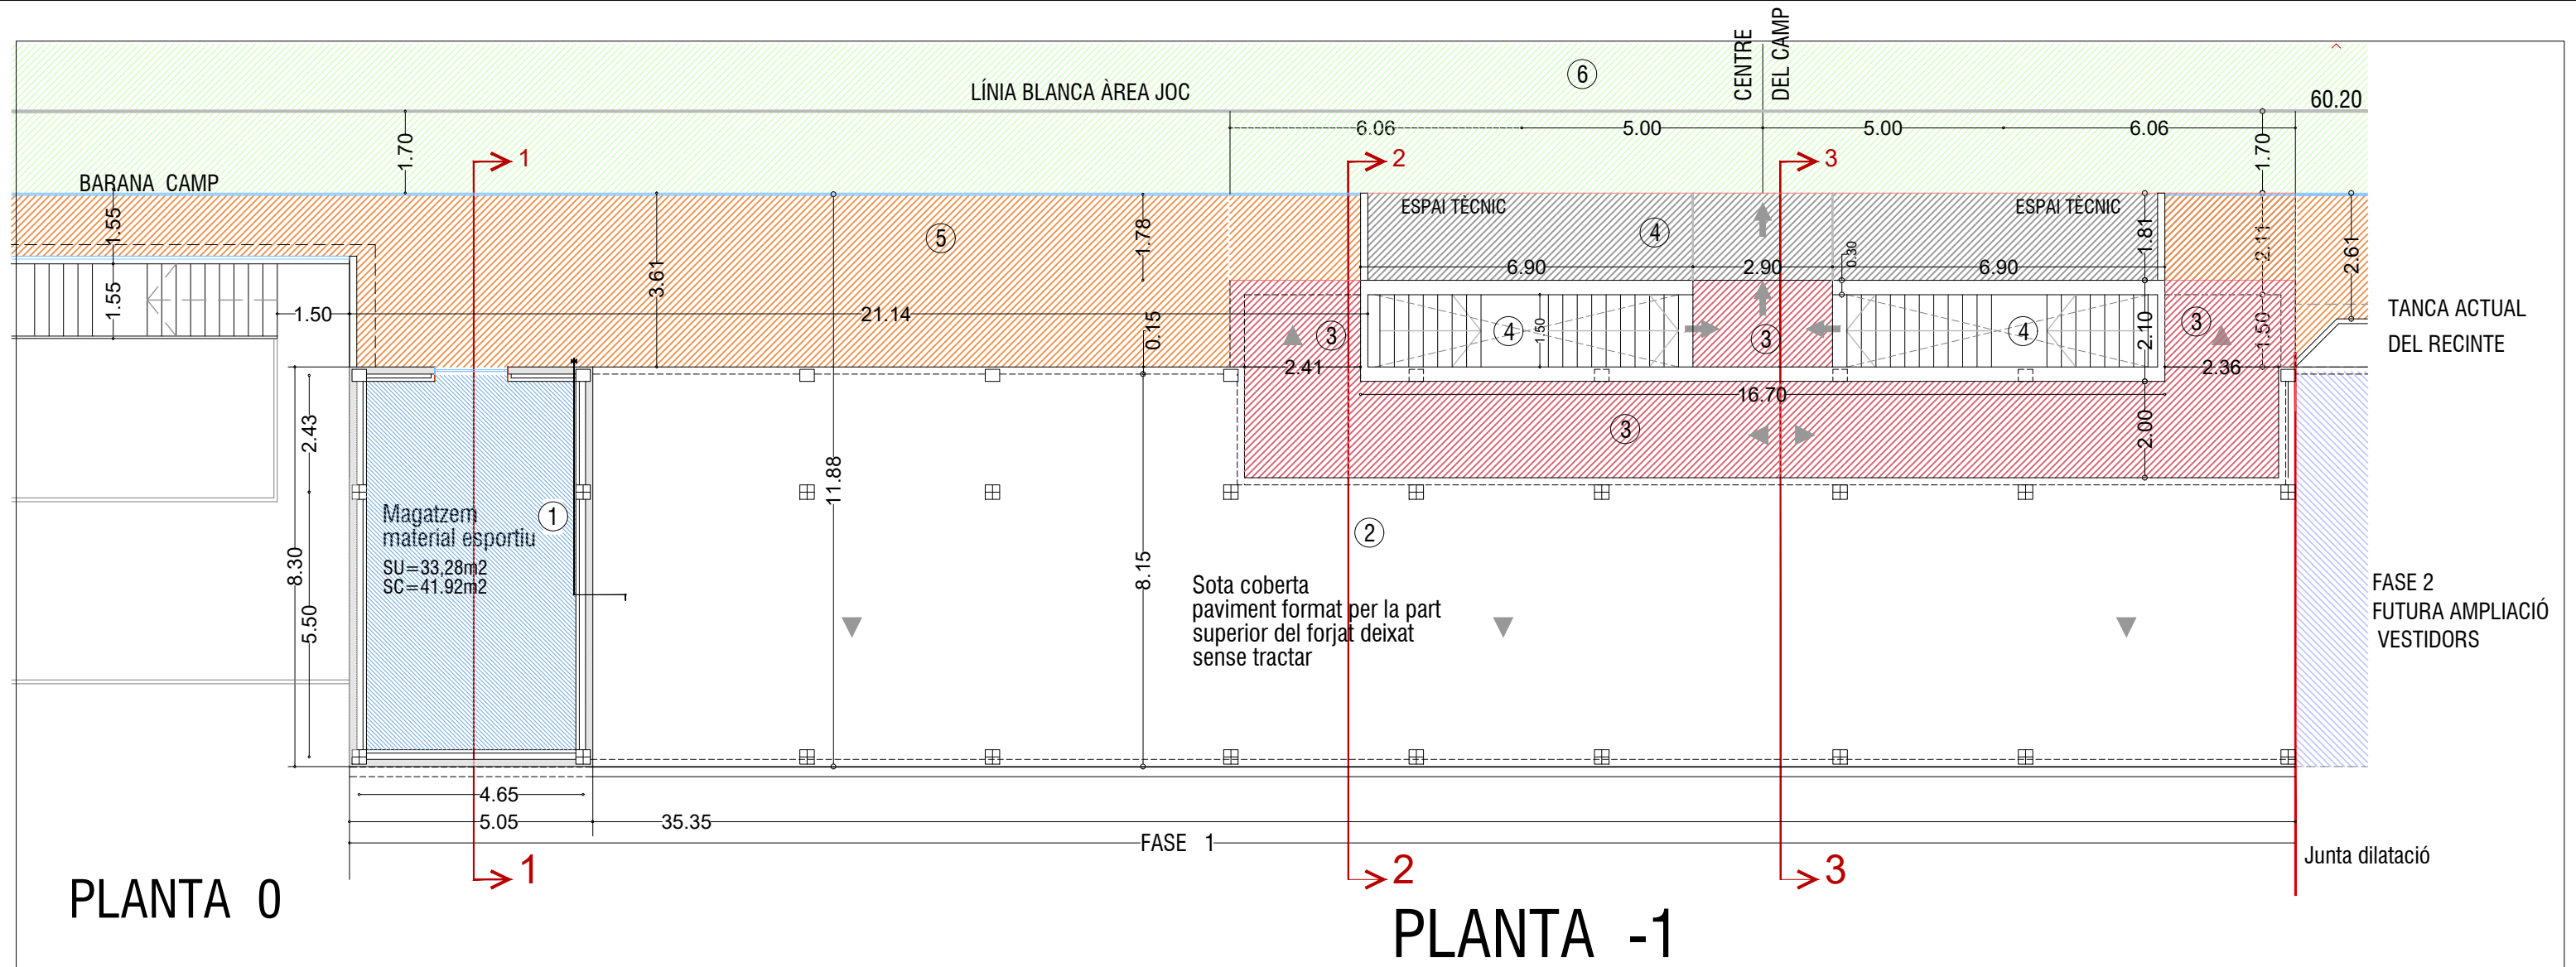 CENTRE
DEL CAMP
6
LÍNIA BLANCA ÀREA JOC
60.20
6.06
5.00
5.00
6.06
1.70
1.70
1
2
3
BARANA CAMP
ESPAI TÈCNIC
ESPAI TÈCNIC
1.55
1.78
5
4
1.81
2.11
2.61
3.61
6.90
2.90
0.30
6.90
1.55
1.50
21.14
0.15
3
4
1.50
3
4
2.10
3
1.50
TANCA ACTUAL
DEL RECINTE
2.41
2.36
16.70
2.43
3
2.00
11.88
Magatzem
material esportiu
1
SU=33,28m2
SC=41.92m2
2
8.30
5.50
8.15
Sota coberta
paviment format per la part
superior del forjat deixat
sense tractar
FASE 2
FUTURA AMPLIACIÓ
VESTIDORS
4.65
5.05
35.35
FASE 1
Junta dilatació
1
2
3
PLANTA 0
PLANTA -1